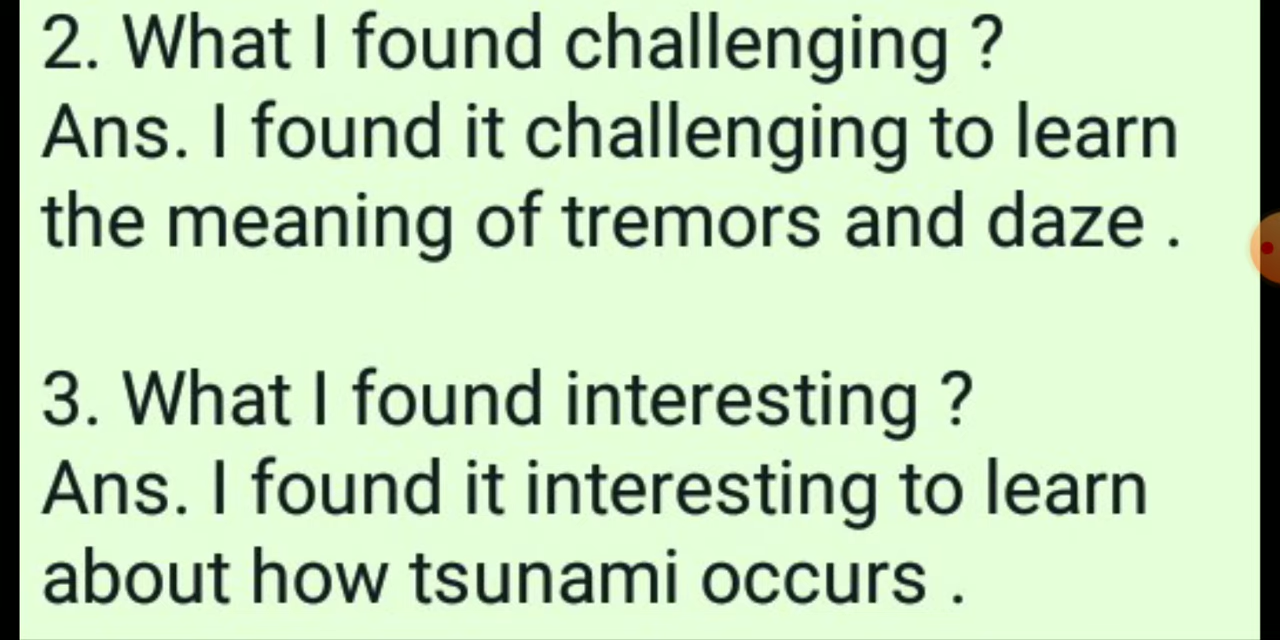 2. What I found challenging ?
Ans. I found it challenging to learn
the meaning of tremors and daze .
3. What I found interesting ?
Ans. I found it interesting to learn
about how tsunami occurs .